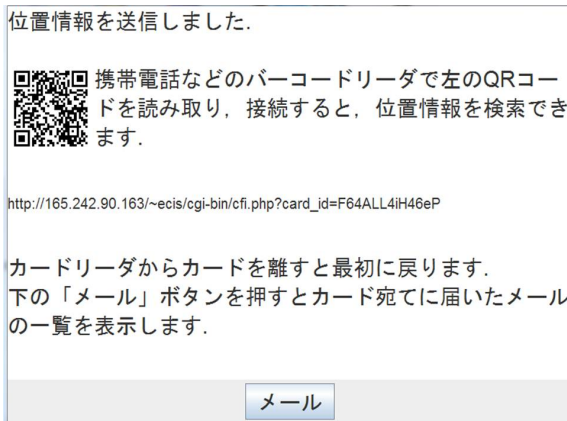 位置情報を送信しました.
携帯電話などのバーコードリーダで左のQRコー
ドを読み取り，接続すると，位置情報を検索でき
ます.
http://165.242.90.163/~ecis/cgi-bin/cfi.php?card_id=F64ALL4iH46eP
カードリーダからカードを離すと最初に戻ります.
下の「メール」ボタンを押すとカード宛てに届いたメール
の一覧を表示します.
メール